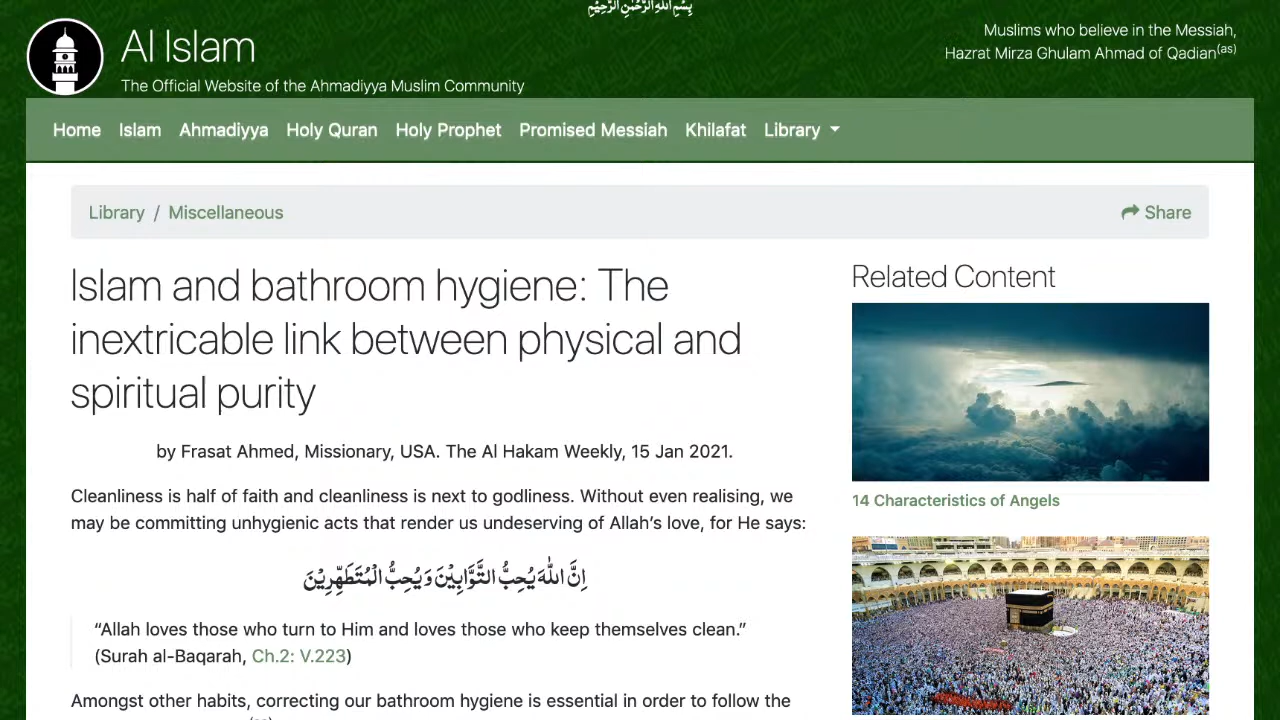 بِسْمِ اللّٰهِ الرَّحْمٰنِ الرَّحِيْمِ
Al Islam
The Official Website of the Ahmadiyya Muslim Community
Muslims who believe in the Messiah,
Hazrat Mirza Ghulam Ahmad of Qadian(as)
Home Islam Ahmadiyya Holy Quran Holy Prophet Promised Messiah Khilafat Library
Library / Miscellaneous
Share
Islam and bathroom hygiene: The
inextricable link between physical and
spiritual purity
by Frasat Ahmed, Missionary, USA. The Al Hakam Weekly, 15 Jan 2021.
Cleanliness is half of faith and cleanliness is next to godliness. Without even realising, we
may be committing unhygienic acts that render us undeserving of Allah’s love, for He says:
اِنَّ اللّٰهَ يُحِبُّ التَّوَّابِيْنَ وَ يُحِبُّ الْمُتَطَهِّرِيْنَ
“Allah loves those who turn to Him and loves those who keep themselves clean.”
(Surah al-Baqarah, Ch.2: V.223)
Amongst other habits, correcting our bathroom hygiene is essential in order to follow the
Related Content
14 Characteristics of Angels